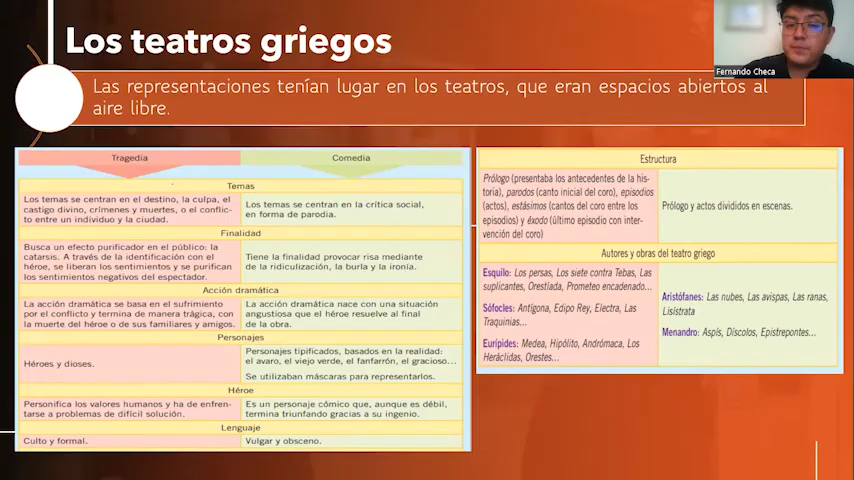 Los teatros griegos
Fernando Checa
Las representaciones tenían lugar en los teatros, que eran espacios abiertos al
aire libre.
Tragedia
Comedia
Temas
Los temas se centran en el destino, la culpa, el
castigo divino, crímenes y muertes, o el conflic-
to entre un individuo y la ciudad.
Los temas se centran en la crítica social,
en forma de parodia.
Finalidad
Busca un efecto purificador en el público: la
catarsis. A través de la identificación con el
héroe, se liberan los sentimientos y se purifican
los sentimientos negativos del espectador.
Tiene la finalidad provocar risa mediante
de la ridiculización, la burla y la ironía.
Acción dramática
La acción dramática se basa en el sufrimiento
por el conflicto y termina de manera trágica, con
la muerte del héroe o de sus familiares y amigos.
La acción dramática nace con una situación
angustiosa que el héroe resuelve al final
de la obra.
Personajes
Héroes y dioses.
Personajes tipificados, basados en la realidad:
el avaro, el viejo verde, el fanfarrón, el gracioso...
Se utilizaban máscaras para representarlos.
Héroe
Personifica los valores humanos y ha de enfren-
tarse a problemas de difícil solución.
Es un personaje cómico que, aunque es débil,
termina triunfando gracias a su ingenio.
Lenguaje
Culto y formal.
Vulgar y obsceno.
Estructura
Prólogo (presentaba los antecedentes de la his-
toria), parodos (canto inicial del coro), episodios
(actos), estásimos (cantos del coro entre los
episodios) y éxodo (último episodio con inter-
vención del coro)
Prólogo y actos divididos en escenas.
Autores y obras del teatro griego
Esquilo: Los persas, Los siete contra Tebas, Las
suplicantes, Orestíada, Prometeo encadenado...
Sófocles: Antígona, Edipo Rey, Electra, Las
Traquinias...
Eurípides: Medea, Hipólito, Andrómaca, Los
Heráclidas, Orestes...
Aristófanes: Las nubes, Las avispas, Las ranas,
Lisístrata
Menandro: Aspís, Díscolos, Epistrepontes...